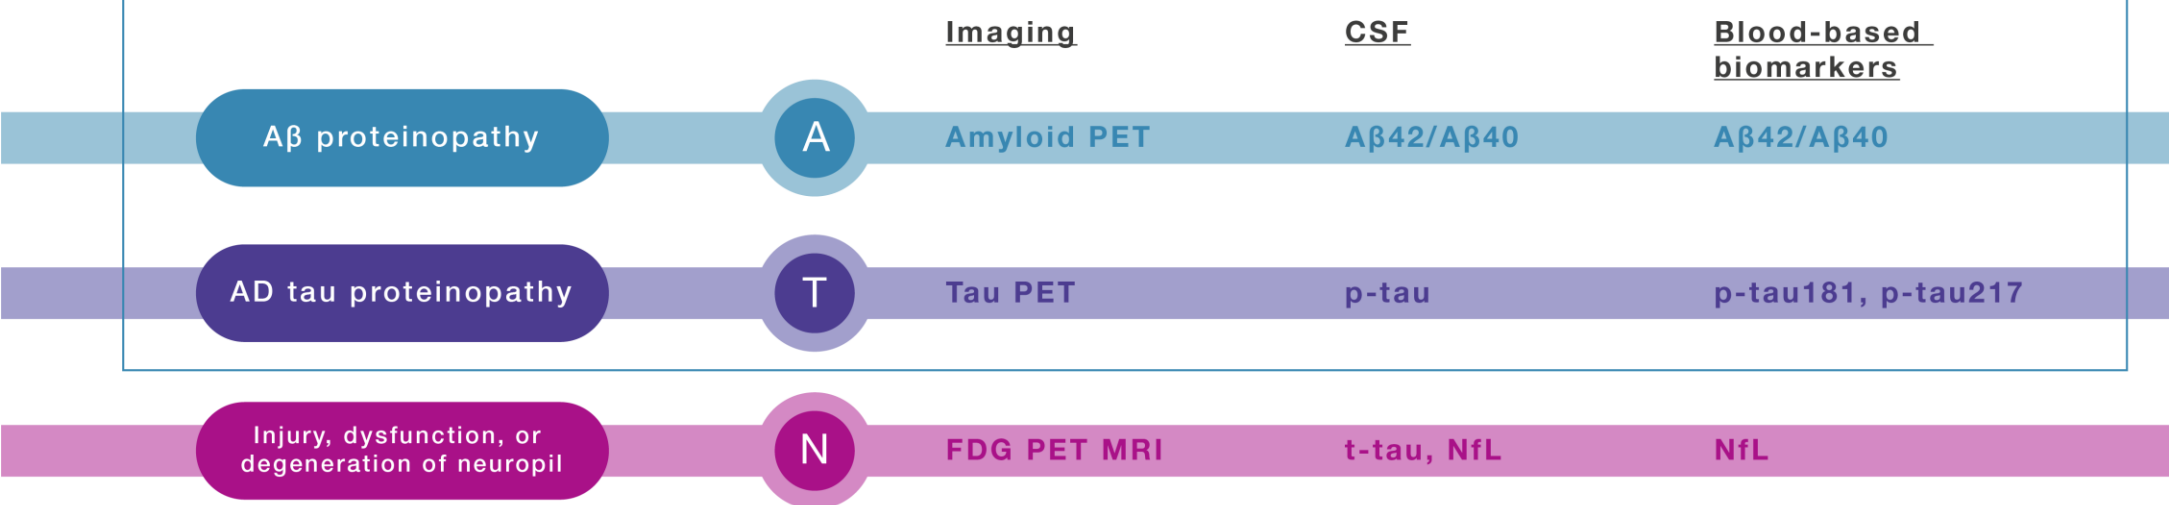 Imaging CSF Blood-based
biomarkers
Aβ proteinopathy A Amyloid PET Aβ42/Aβ40 Aβ42/Aβ40
AD tau proteinopathy T Tau PET p-tau p-tau181, p-tau217
Injury, dysfunction, or
degeneration of neuropil
N FDG PET MRI t-tau, NfL NfL